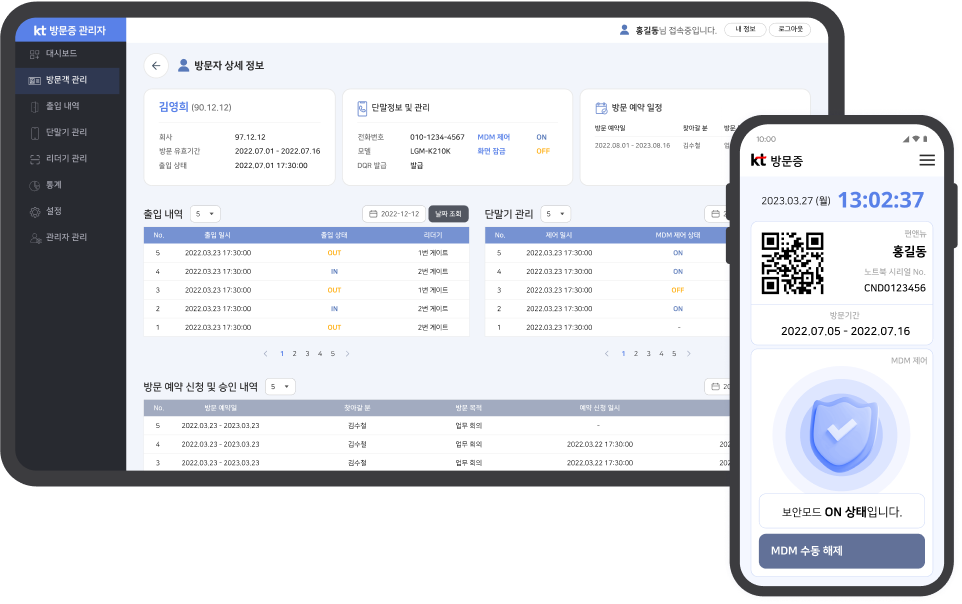 kt 방문증 관리자
홍길동님 접속중입니다. 내 정보 로그아웃
대시보드
방문객 관리
출입 내역
단말기 관리
리더기 관리
통계
설정
관리자 관리
방문자 상세 정보
김영희 (90.12.12)
회사 97.12.12
방문 유효기간 2022.07.01 - 2022.07.16
출입 상태 2022.07.01 17:30:00
단말정보 및 관리
전화번호 010-1234-4567 MDM 제어 ON
모델 LGM-K210K 화면 잠금 OFF
DQR 발급 발급
방문 예약 일정
방문 예약일 찾아갈 분 방문
2022.08.01 - 2023.08.16 김수철
출입 내역 5 2022-12-12 날짜 조회
No. 출입 일시 출입 상태 리더기
5 2022.03.23 17:30:00 OUT 1번 게이트
4 2022.03.23 17:30:00 IN 2번 게이트
3 2022.03.23 17:30:00 OUT 1번 게이트
2 2022.03.23 17:30:00 IN 2번 게이트
1 2022.03.23 17:30:00 OUT 2번 게이트
< 1 2 3 4 5 >
단말기 관리 5 2
No. 제어 일시 MDM 제어 상태
5 2022.03.23 17:30:00 ON
4 2022.03.23 17:30:00 ON
3 2022.03.23 17:30:00 OFF
2 2022.03.23 17:30:00 ON
1 2022.03.23 17:30:00 -
< 1 2 3 4 5 >
방문 예약 신청 및 승인 내역 5 20
No. 방문 예약일 찾아갈 분 방문 목적 예약 신청 일시
5 2022.03.23 - 2023.03.23 김수철 업무 회의 -
4 2022.03.23 - 2023.03.23 김수철 업무 회의 2022.03.22 17:30:00 202
3 2022.03.23 - 2023.03.23 김수철 업무 회의 2022.03.22 17:30:00 202
10:00
kt 방문증
2023.03.27 (월) 13:02:37
펀앤뉴
홍길동
노트북 시리얼 No.
CND0123456
방문기간
2022.07.05 - 2022.07.16
MDM 제어
보안모드 ON 상태입니다.
MDM 수동 해제